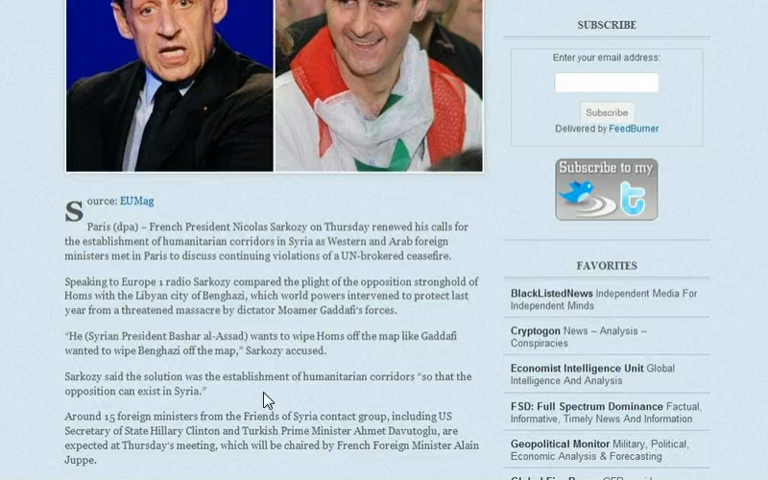 Source: EUMag
Paris (dpa) – French President Nicolas Sarkozy on Thursday renewed his calls for
the establishment of humanitarian corridors in Syria as Western and Arab foreign
ministers met in Paris to discuss continuing violations of a UN-brokered ceasefire.
Speaking to Europe 1 radio Sarkozy compared the plight of the opposition stronghold of
Homs with the Libyan city of Benghazi, which world powers intervened to protect last
year from a threatened massacre by dictator Moamer Gaddafi's forces.
“He (Syrian President Bashar al-Assad) wants to wipe Homs off the map like Gaddafi
wanted to wipe Benghazi off the map,” Sarkozy accused.
Sarkozy said the solution was the establishment of humanitarian corridors “so that the
opposition can exist in Syria.”
Around 15 foreign ministers from the Friends of Syria contact group, including US
Secretary of State Hillary Clinton and Turkish Prime Minister Ahmet Davutoglu, are
expected at Thursday's meeting, which will be chaired by French Foreign Minister Alain
Juppe.
SUBSCRIBE
Enter your email address:
Subscribe
Delivered by FeedBurner
Subscribe to my
t
FAVORITES
BlackListedNews Independent Media For
Independent Minds
Cryptogon News – Analysis –
Conspiracies
Economist Intelligence Unit Global
Intelligence And Analysis
FSD: Full Spectrum Dominance Factual,
Informative, Timely News And Information
Geopolitical Monitor Military, Political,
Economic Analysis & Forecasting